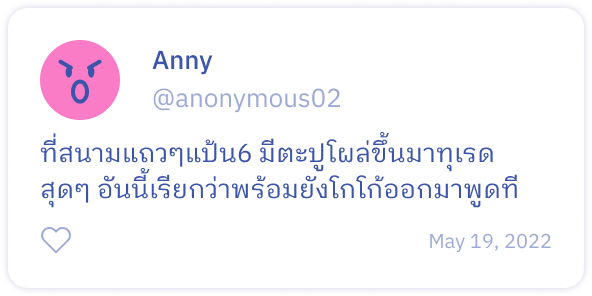 Anny
@anonymous02
ที่สนามแถวๆแป้น6 มีตะปูโผล่ขึ้นมาทุเรด
สุดๆ อันนี้เรียกว่าพร้อมยังโกโก้ออกมาพูดที
May 19, 2022